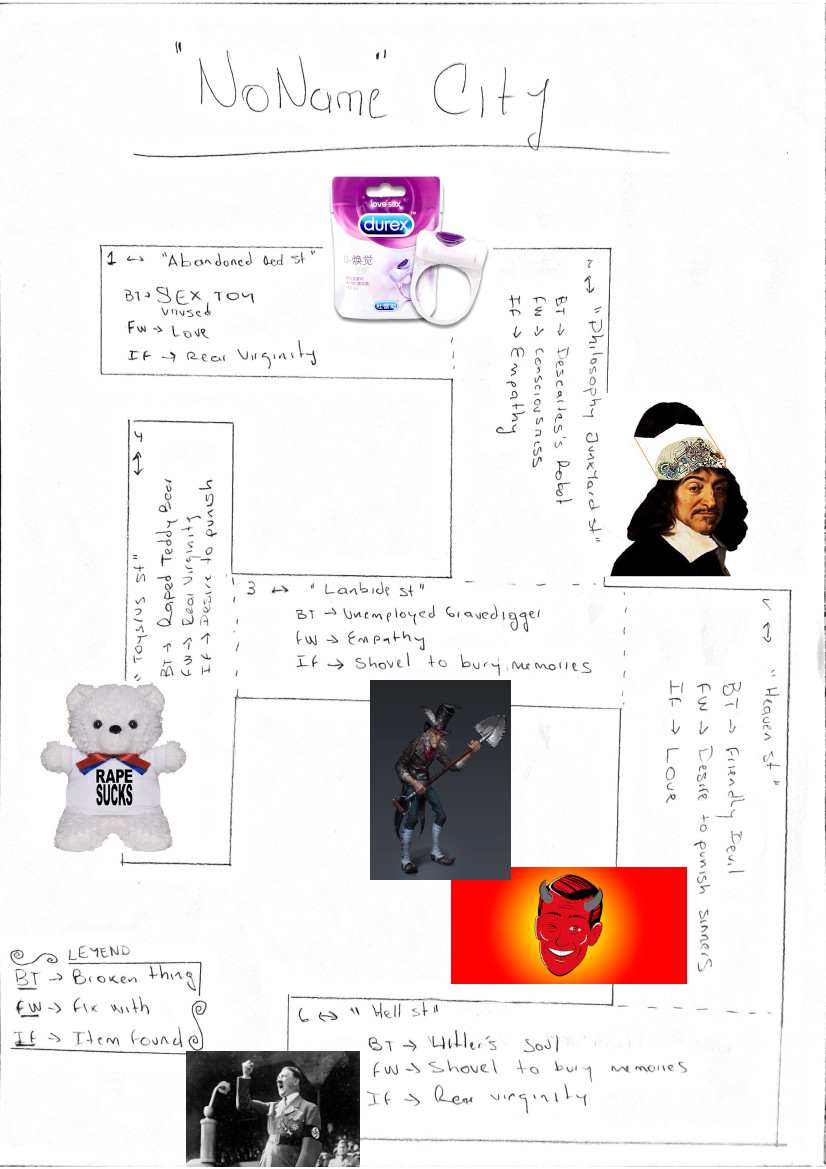 "NoName" City
love sex
durex
焕觉
1 ↔ "Abandoned Bed St"
BT → SEX TOY
unused
FW → Love
IF → Rear Virginity
2 ↔ "Philosophy Junkyard St"
BT → Descartes's Robot
FW → Consciousness
IF → Empathy
4 ↔ "Toysrus St"
BT → Raped Teddy Bear
FW → Rear Virginity
IF → Desire to punish
3 ↔ "Lanbide St"
BT → Unemployed Gravedigger
FW → Empathy
IF → Shovel to bury memories
RAPE
SUCKS
5 ↔ "Heaven St"
BT → Friendly Devil
FW → Desire to punish sinners
IF → Love
LEYEND
BT → Broken thing
FW → Fix with
IF → Item found
6 ↔ "Hell St"
BT → Hitler's Soul
FW → Shovel to bury memories
IF → Rear virginity